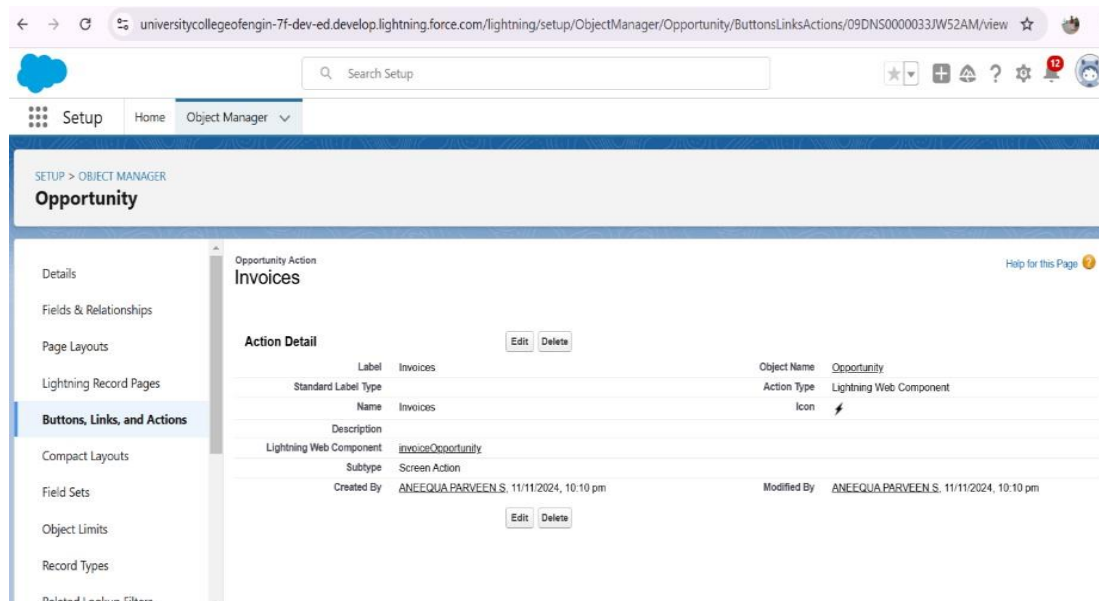 universitycollegeofengin-7f-dev-ed.develop.lightning.force.com/lightning/setup/ObjectManager/Opportunity/ButtonsLinksActions/09DNS0000033JW52AM/view
Search Setup
12
Setup Home Object Manager
SETUP > OBJECT MANAGER
Opportunity
Details
Fields & Relationships
Page Layouts
Lightning Record Pages
Buttons, Links, and Actions
Compact Layouts
Field Sets
Object Limits
Record Types
Related Lookup Filters
Opportunity Action
Invoices
Help for this Page
Action Detail Edit Delete
Label Invoices Object Name Opportunity
Standard Label Type Action Type Lightning Web Component
Name Invoices Icon
Description
Lightning Web Component invoiceOpportunity
Subtype Screen Action
Created By ANEEQUA PARVEEN S, 11/11/2024, 10:10 pm Modified By ANEEQUA PARVEEN S, 11/11/2024, 10:10 pm
Edit Delete